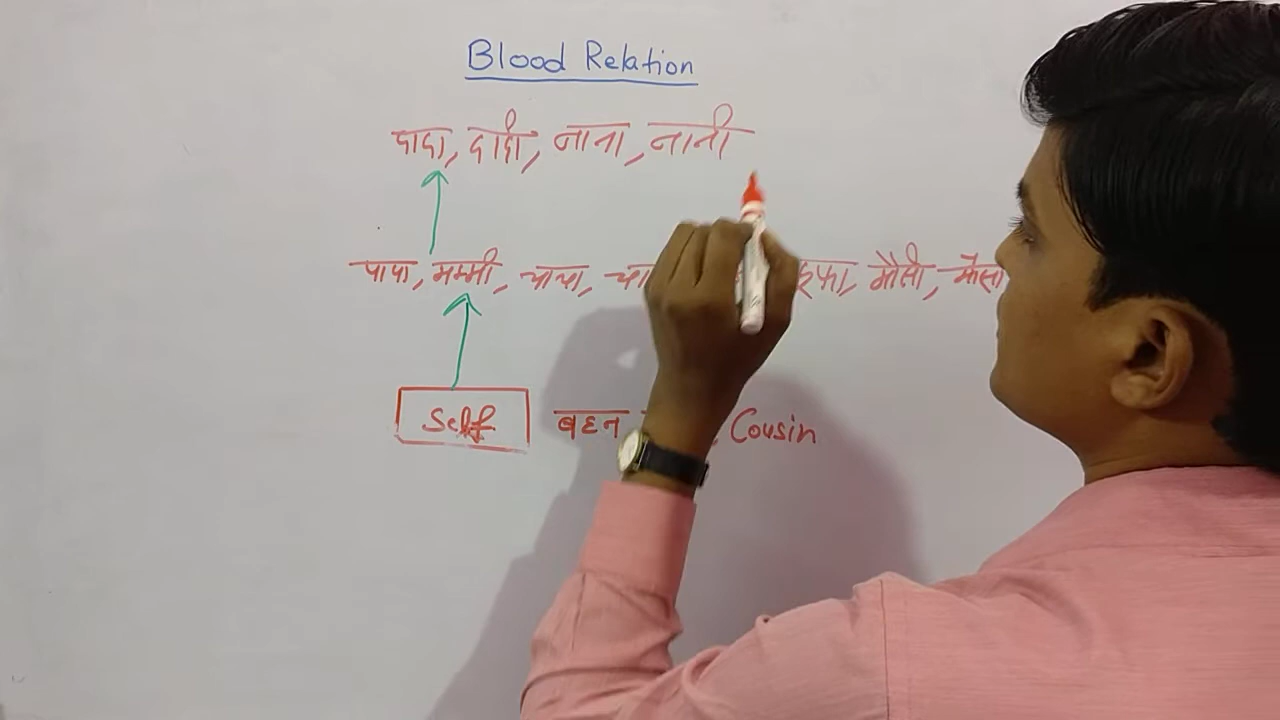 Blood Relation
दादा, दादी, नाना, नानी
पापा, मम्मी, चाचा, फूफा, मौसी, मौसा
Self बहन , Cousin